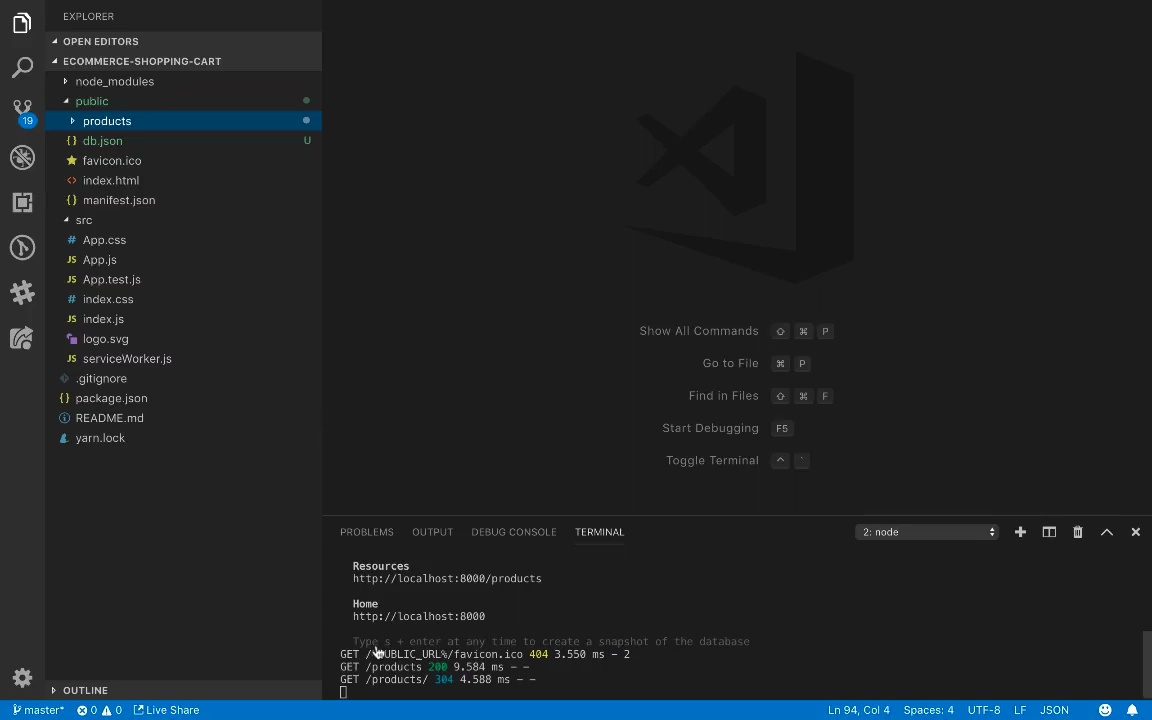 EXPLORER
OPEN EDITORS
ECOMMERCE-SHOPPING-CART
node_modules
public
products
{} db.json U
favicon.ico
<> index.html
{} manifest.json
src
# App.css
JS App.js
JS App.test.js
# index.css
JS index.js
logo.svg
JS serviceWorker.js
.gitignore
{} package.json
README.md
yarn.lock
OUTLINE
19
Show All Commands ⇧ ⌘ P
Go to File ⌘ P
Find in Files ⇧ ⌘ F
Start Debugging F5
Toggle Terminal ^ `
PROBLEMS OUTPUT DEBUG CONSOLE TERMINAL 2: node
Resources
http://localhost:8000/products
Home
http://localhost:8000
Type s + enter at any time to create a snapshot of the database
GET /%PUBLIC_URL%/favicon.ico 404 3.550 ms - 2
GET /products 200 9.584 ms - -
GET /products/ 304 4.588 ms - -
master* 0 0 Live Share Ln 94, Col 4 Spaces: 4 UTF-8 LF JSON